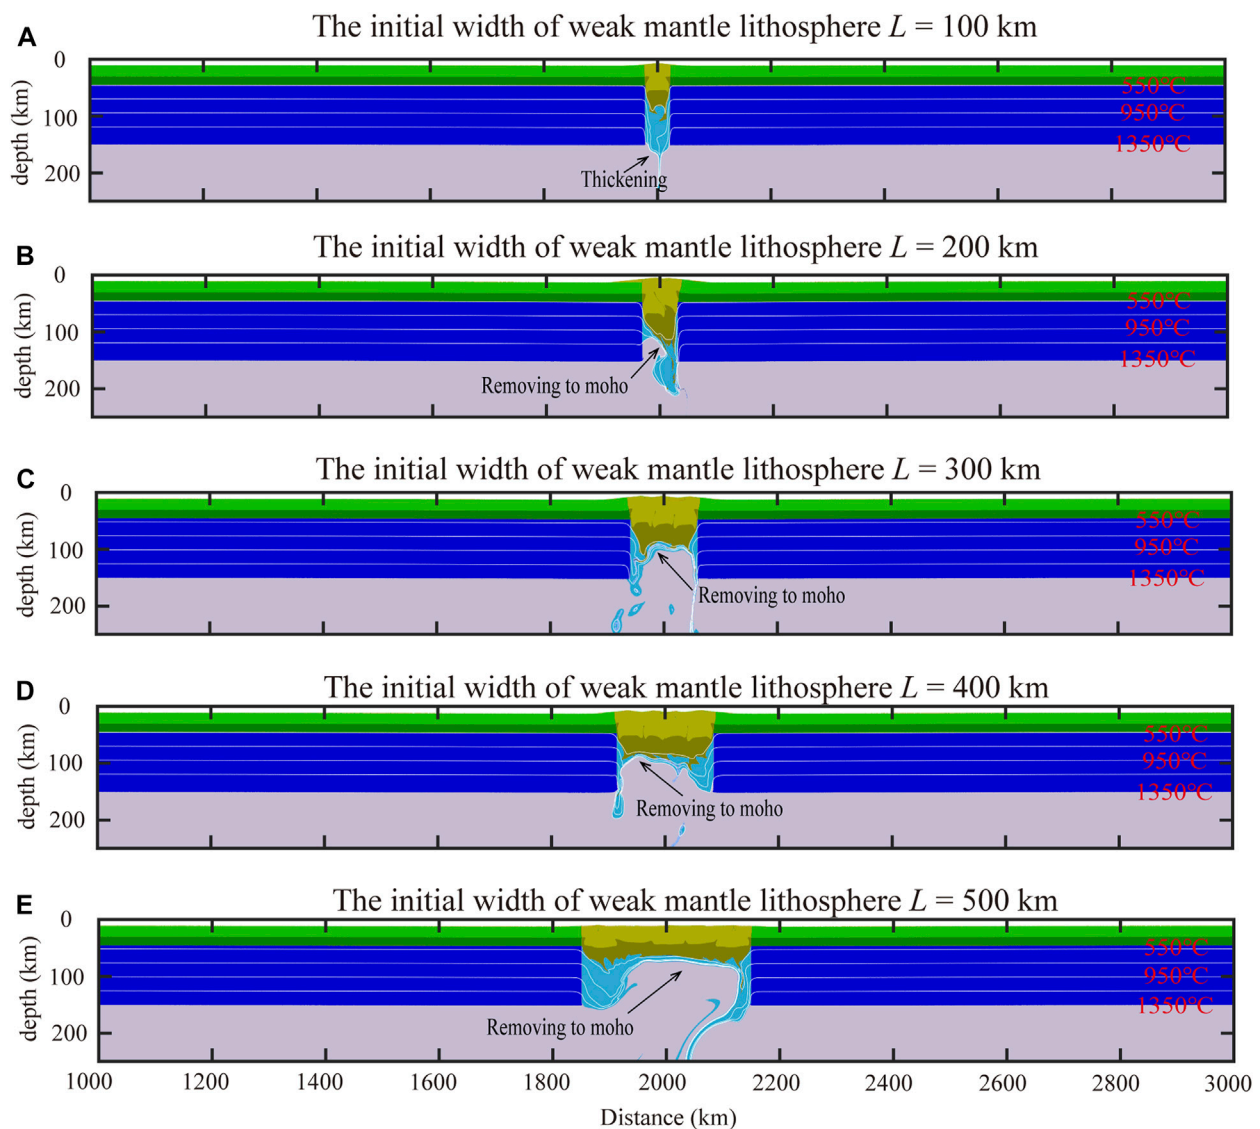 A
The initial width of weak mantle lithosphere L = 100 km
0
100
200
depth (km)
550℃
950℃
1350℃
Thickening
B
The initial width of weak mantle lithosphere L = 200 km
0
100
200
depth (km)
550℃
950℃
1350℃
Removing to moho
C
The initial width of weak mantle lithosphere L = 300 km
0
100
200
depth (km)
550℃
950℃
1350℃
Removing to moho
D
The initial width of weak mantle lithosphere L = 400 km
0
100
200
depth (km)
550℃
950℃
1350℃
Removing to moho
E
The initial width of weak mantle lithosphere L = 500 km
0
100
200
depth (km)
550℃
950℃
1350℃
Removing to moho
1000 1200 1400 1600 1800 2000 2200 2400 2600 2800 3000
Distance (km)